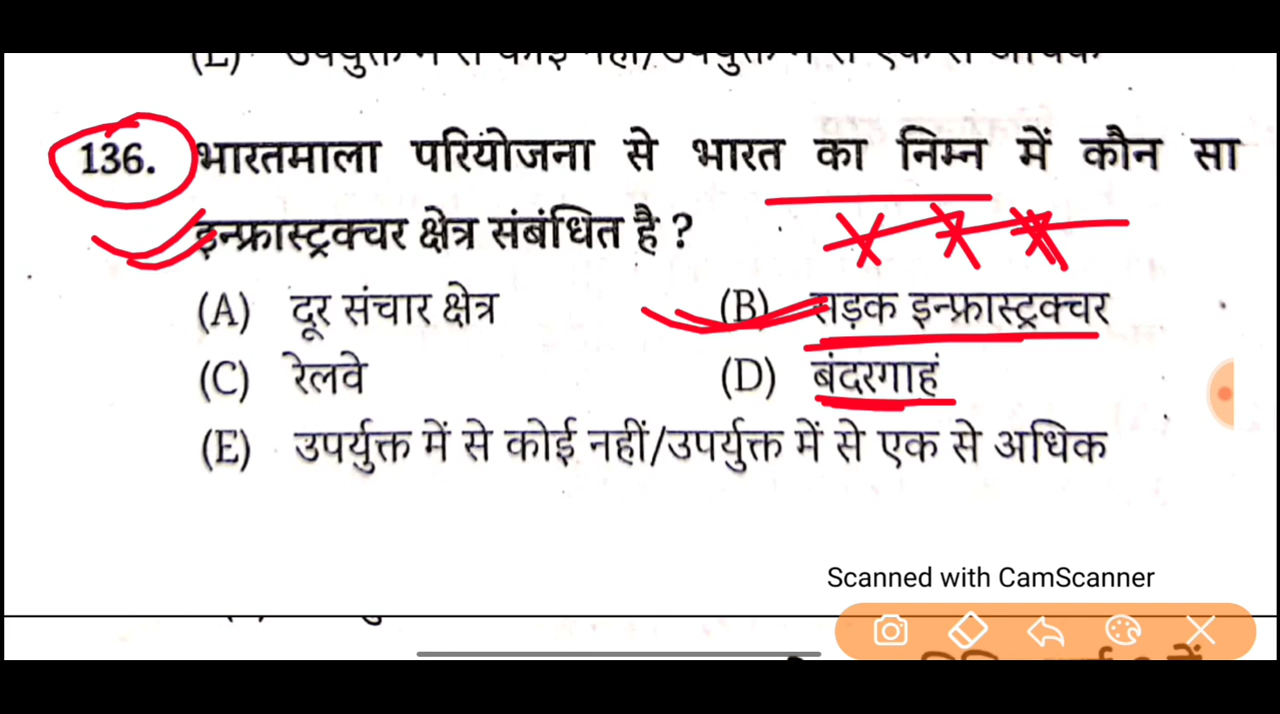 136. भारतमाला परियोजना से भारत का निम्न में कौन सा
इन्फ्रास्ट्रक्चर क्षेत्र संबंधित है ?
(A) दूर संचार क्षेत्र (B) सड़क इन्फ्रास्ट्रक्चर
(C) रेलवे (D) बंदरगाहं
(E) उपर्युक्त में से कोई नहीं/उपर्युक्त में से एक से अधिक
Scanned with CamScanner